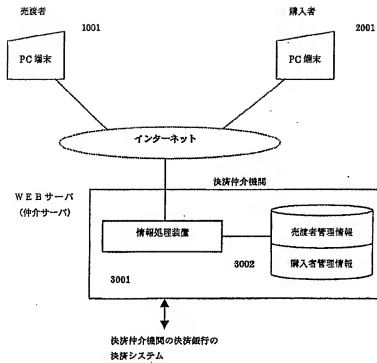 売渡者
1001
PC端末
購入者
2001
PC端末
インターネット
WEBサーバ
(仲介サーバ)
決済仲介機関
情報処理装置
売渡者管理情報
購入者管理情報
3001
3002
決済仲介機関の決済銀行の
決済システム